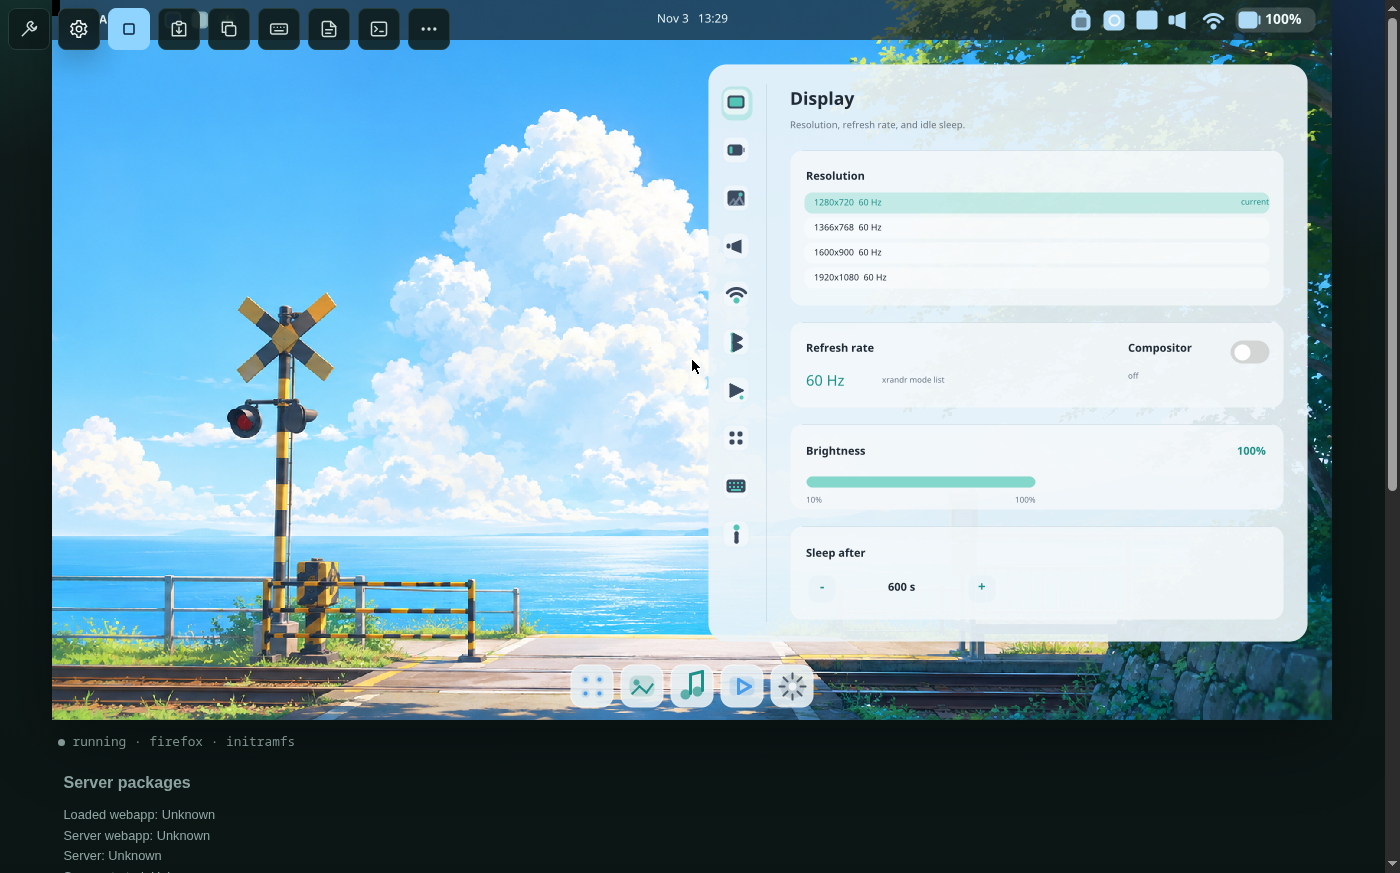 Nov 3 13:29
100%
Display
Resolution, refresh rate, and idle sleep.
Resolution
1280x720 60 Hz current
1366x768 60 Hz
1600x900 60 Hz
1920x1080 60 Hz
Refresh rate
60 Hz xrandr mode list
Compositor
off
Brightness 100%
10% 100%
Sleep after
- 600 s +
● running · firefox · initramfs
Server packages
Loaded webapp: Unknown
Server webapp: Unknown
Server: Unknown